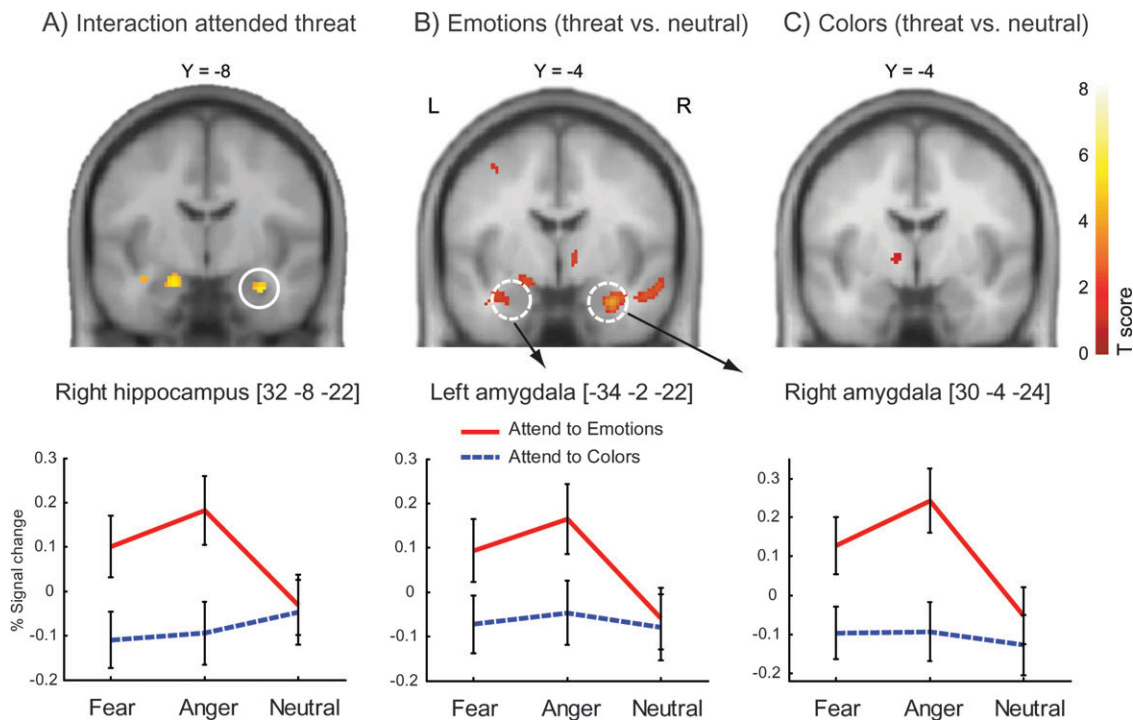 A) Interaction attended threat
B) Emotions (threat vs. neutral)
C) Colors (threat vs. neutral)
Y = -8
Y = -4
Y = -4
L
R
8
6
4
2
0
T score
Right hippocampus [32 -8 -22]
Left amygdala [-34 -2 -22]
Right amygdala [30 -4 -24]
Attend to Emotions
Attend to Colors
% Signal change
0.3
0.2
0.1
0
-0.1
-0.2
Fear Anger Neutral
0.3
0.2
0.1
0
-0.1
-0.2
Fear Anger Neutral
0.3
0.2
0.1
0
-0.1
-0.2
Fear Anger Neutral